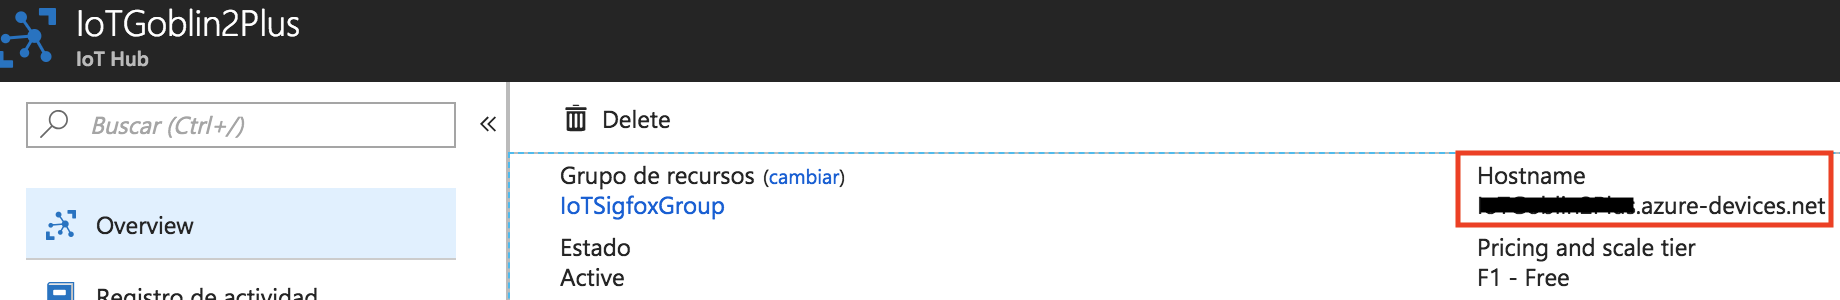 IoTGoblin2Plus
IoT Hub
Buscar (Ctrl+/)
«
Delete
Grupo de recursos (cambiar)
Hostname
IoTSigfoxGroup
.azure-devices.net
Overview
Estado
Pricing and scale tier
Active
F1 - Free
Registro de actividad